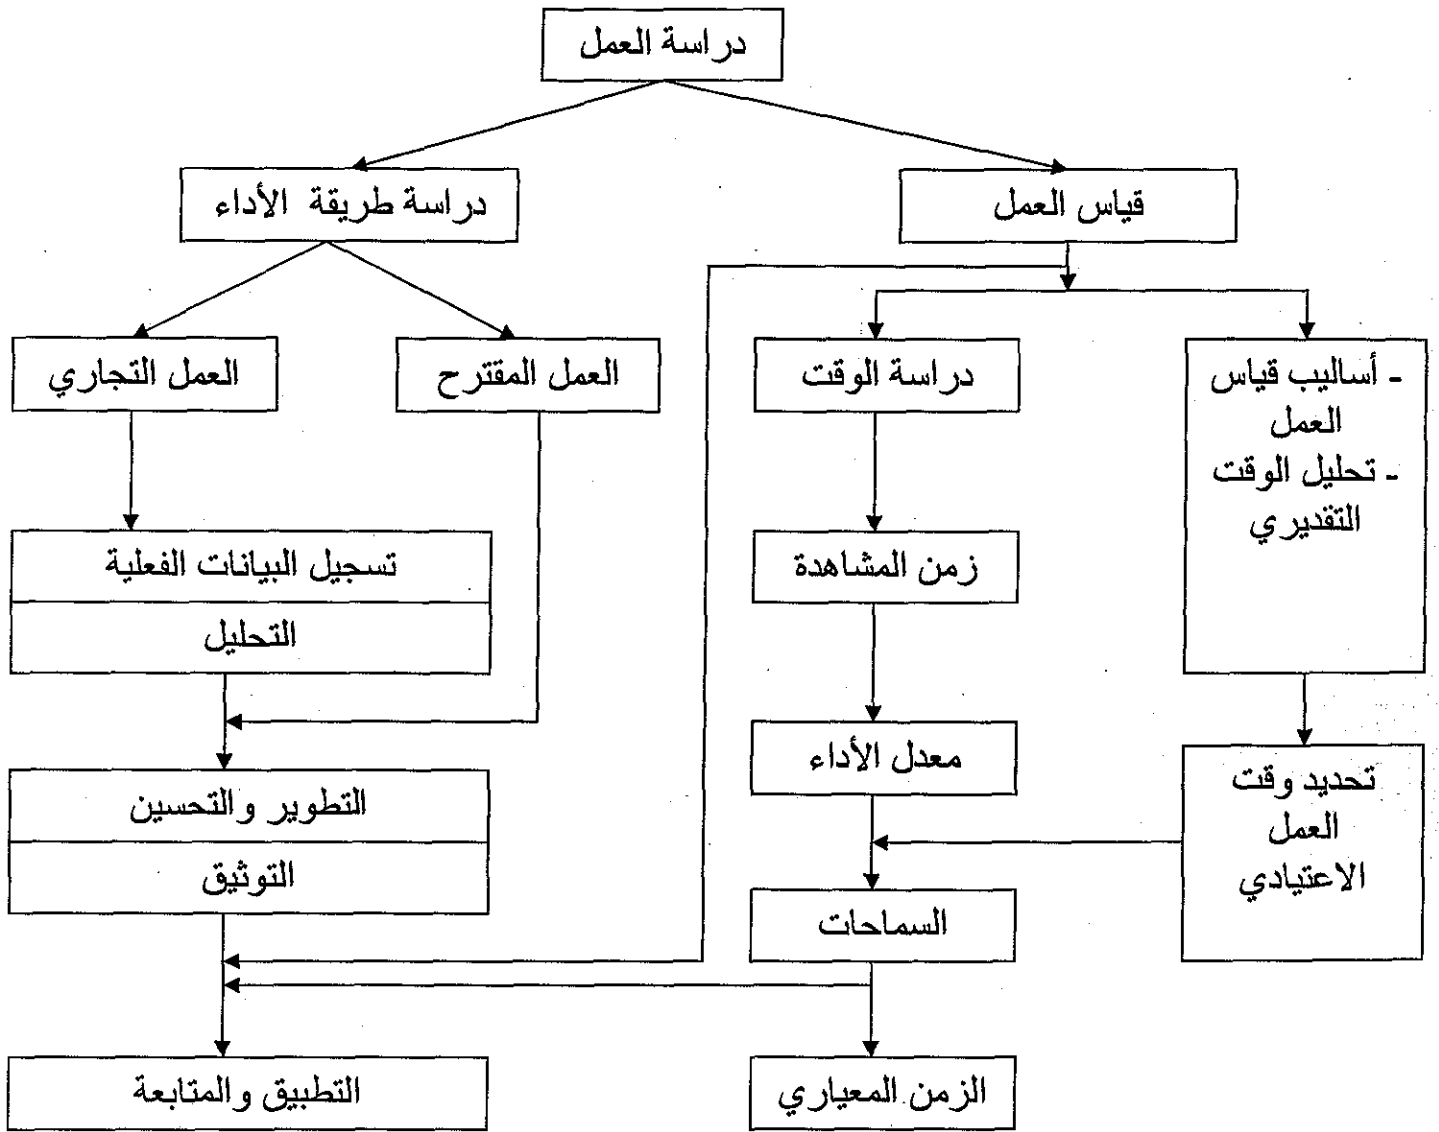 دراسة العمل
قياس العمل
دراسة طريقة الأداء
- أساليب قياس
العمل
- تحليل الوقت
التقديري
دراسة الوقت
العمل المقترح
العمل التجاري
زمن المشاهدة
تسجيل البيانات الفعلية
التحليل
معدل الأداء
تحديد وقت
العمل
الاعتيادي
التطوير والتحسين
التوثيق
السماحات
الزمن المعياري
التطبيق والمتابعة